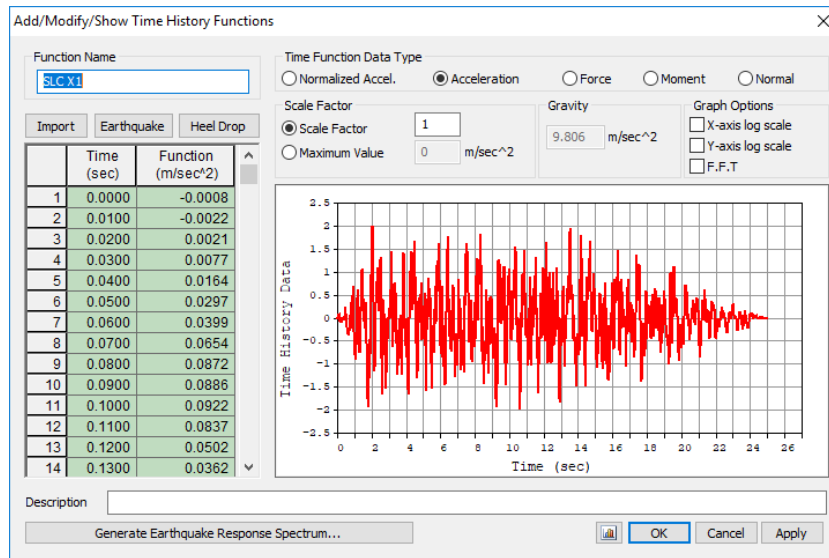 Add/Modify/Show Time History Functions
Function Name
SLC X1
Time Function Data Type
Normalized Accel. Acceleration Force Moment Normal
Import Earthquake Heel Drop
Scale Factor
Scale Factor 1
Maximum Value 0 m/sec^2
Gravity
9.806 m/sec^2
Graph Options
X-axis log scale
Y-axis log scale
F.F.T
Time (sec) Function (m/sec^2)
1 0.0000 -0.0008
2 0.0100 -0.0022
3 0.0200 0.0021
4 0.0300 0.0077
5 0.0400 0.0164
6 0.0500 0.0297
7 0.0600 0.0399
8 0.0700 0.0654
9 0.0800 0.0872
10 0.0900 0.0886
11 0.1000 0.0922
12 0.1100 0.0837
13 0.1200 0.0502
14 0.1300 0.0362
Time History Data
2.5
2
1.5
1
0.5
0
-0.5
-1
-1.5
-2
-2.5
0 2 4 6 8 10 12 14 16 18 20 22 24 26
Time (sec)
Description
Generate Earthquake Response Spectrum... OK Cancel Apply